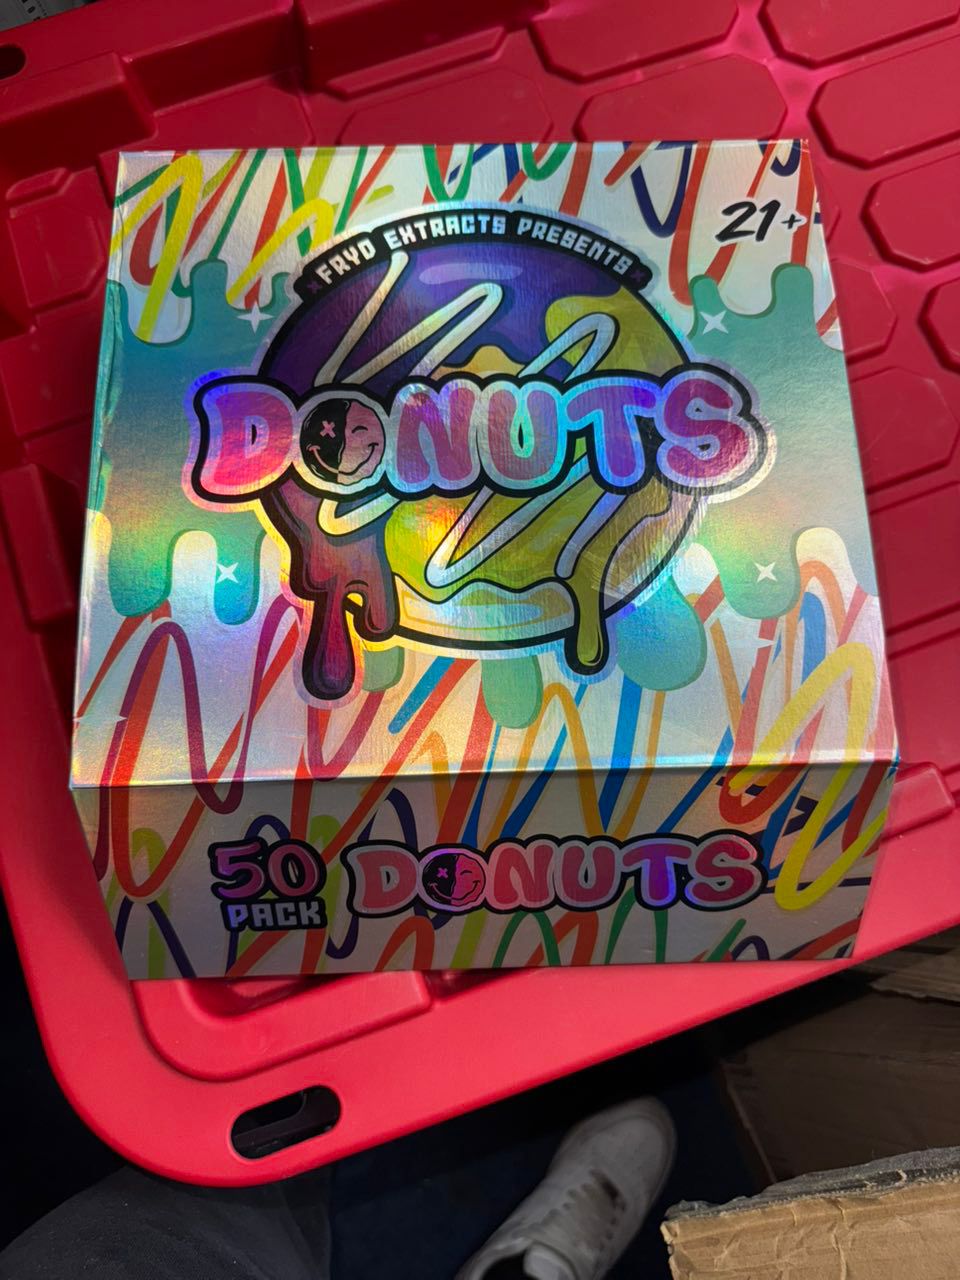 21+
FRYD EXTRACTS PRESENTS
DONUTS
50 DONUTS
PACK